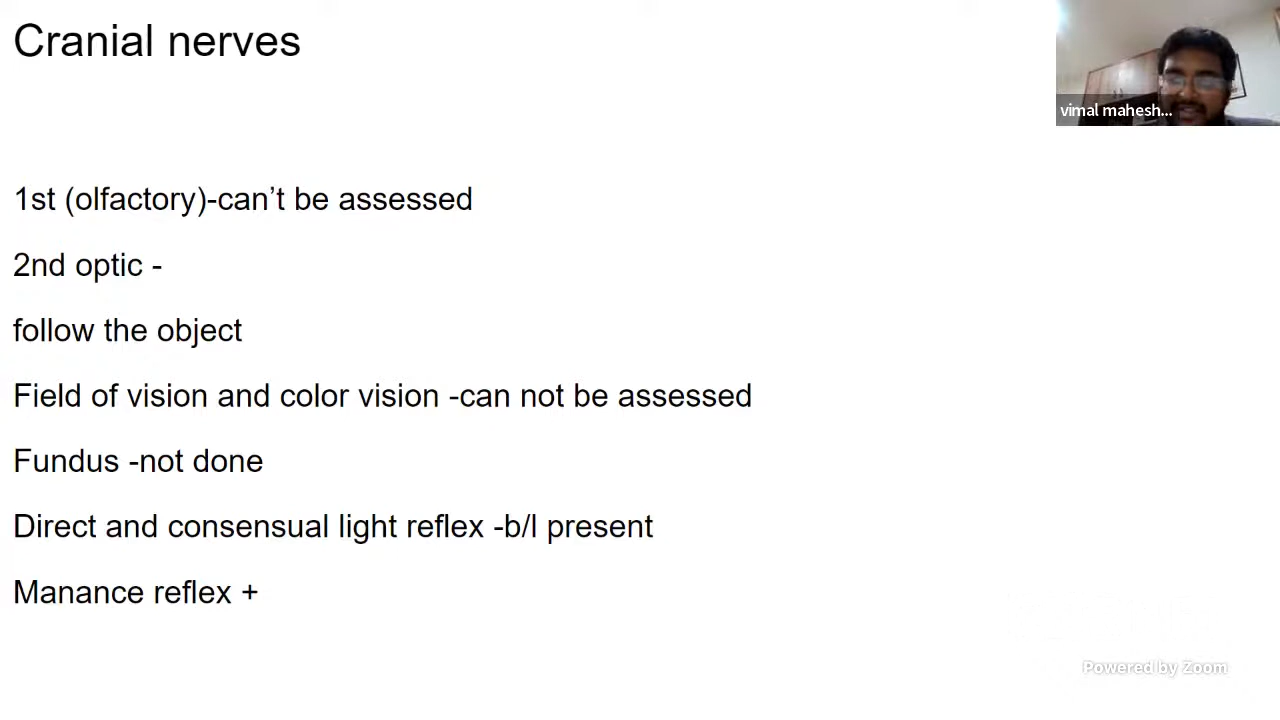 Cranial nerves
vimal mahesh...
1st (olfactory)-can’t be assessed
2nd optic -
follow the object
Field of vision and color vision -can not be assessed
Fundus -not done
Direct and consensual light reflex -b/l present
Manance reflex +
Powered by Zoom